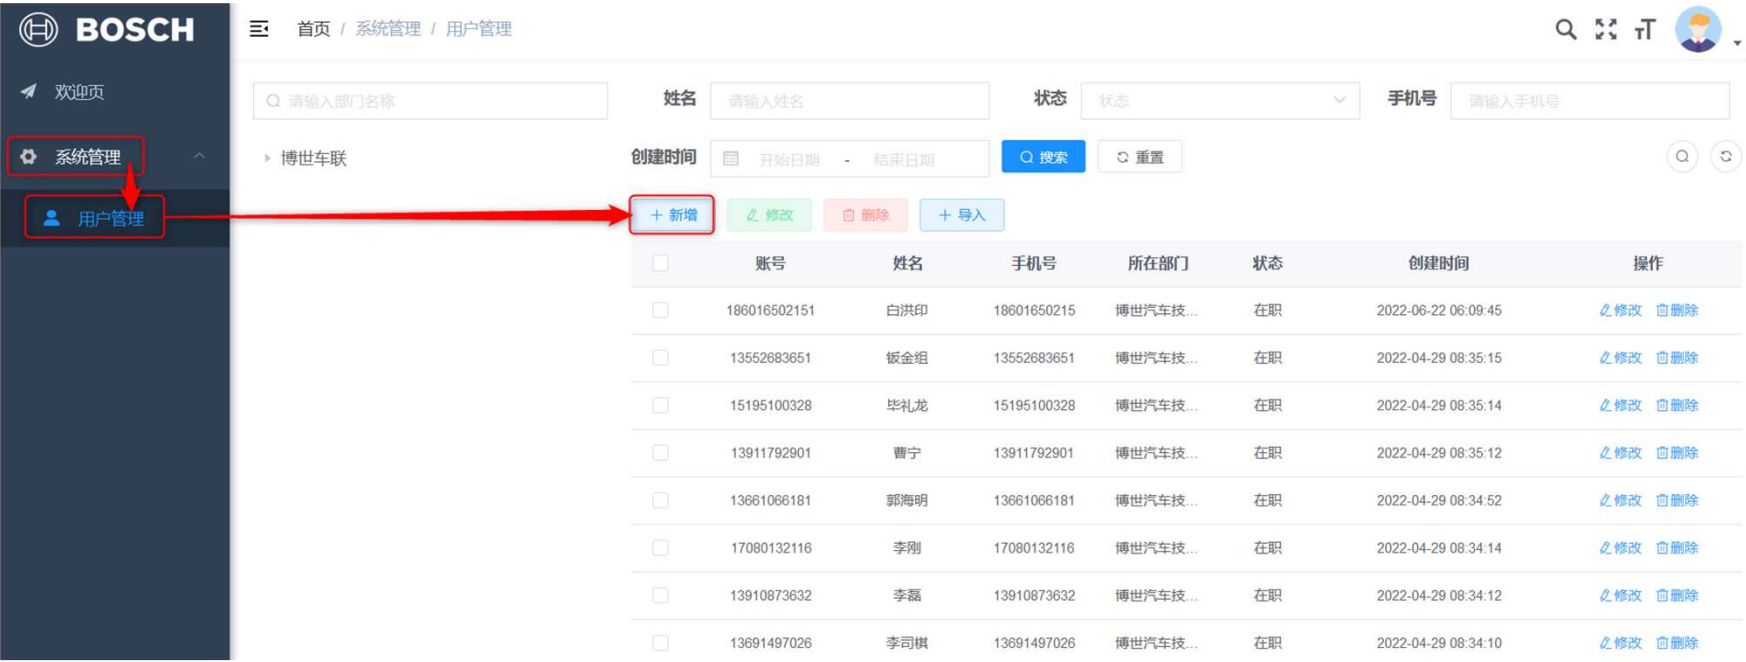 BOSCH
首页 / 系统管理 / 用户管理
欢迎页
系统管理
用户管理
请输入部门名称
博世车联
姓名 请输入姓名 状态 状态 手机号 请输入手机号
创建时间 开始日期 - 结束日期 搜索 重置
+ 新增 修改 删除 + 导入
账号 姓名 手机号 所在部门 状态 创建时间 操作
186016502151 白洪印 18601650215 博世汽车技... 在职 2022-06-22 06:09:45 修改 删除
13552683651 钣金组 13552683651 博世汽车技... 在职 2022-04-29 08:35:15 修改 删除
15195100328 毕礼龙 15195100328 博世汽车技... 在职 2022-04-29 08:35:14 修改 删除
13911792901 曹宁 13911792901 博世汽车技... 在职 2022-04-29 08:35:12 修改 删除
13661066181 郭海明 13661066181 博世汽车技... 在职 2022-04-29 08:34:52 修改 删除
17080132116 李刚 17080132116 博世汽车技... 在职 2022-04-29 08:34:14 修改 删除
13910873632 李磊 13910873632 博世汽车技... 在职 2022-04-29 08:34:12 修改 删除
13691497026 李司棋 13691497026 博世汽车技... 在职 2022-04-29 08:34:10 修改 删除